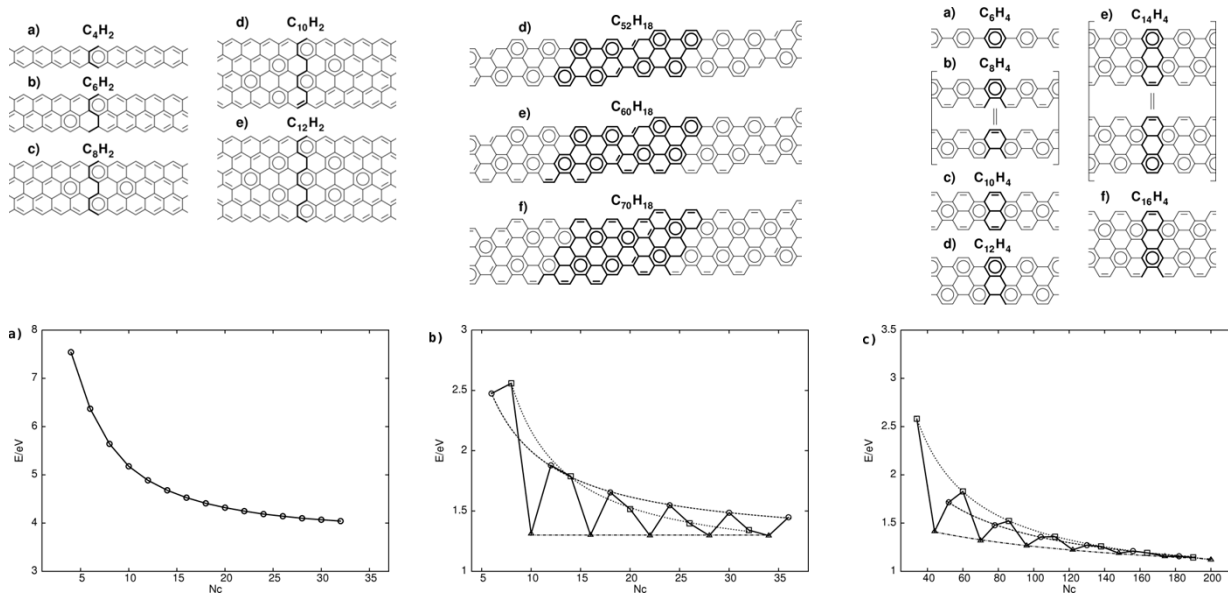 a) C4H2
b) C6H2
c) C8H2
d) C10H2
e) C12H2
d) C52H18
e) C60H18
f) C70H18
a) C6H4
b) C8H4
c) C10H4
d) C12H4
e) C14H4
f) C16H4
a)
8
7
6
5
4
3
E/eV
5 10 15 20 25 30 35
Nc
b)
3
2.5
2
1.5
1
E/eV
5 10 15 20 25 30 35
Nc
c)
3.5
3
2.5
2
1.5
1
E/eV
40 60 80 100 120 140 160 180 200
Nc